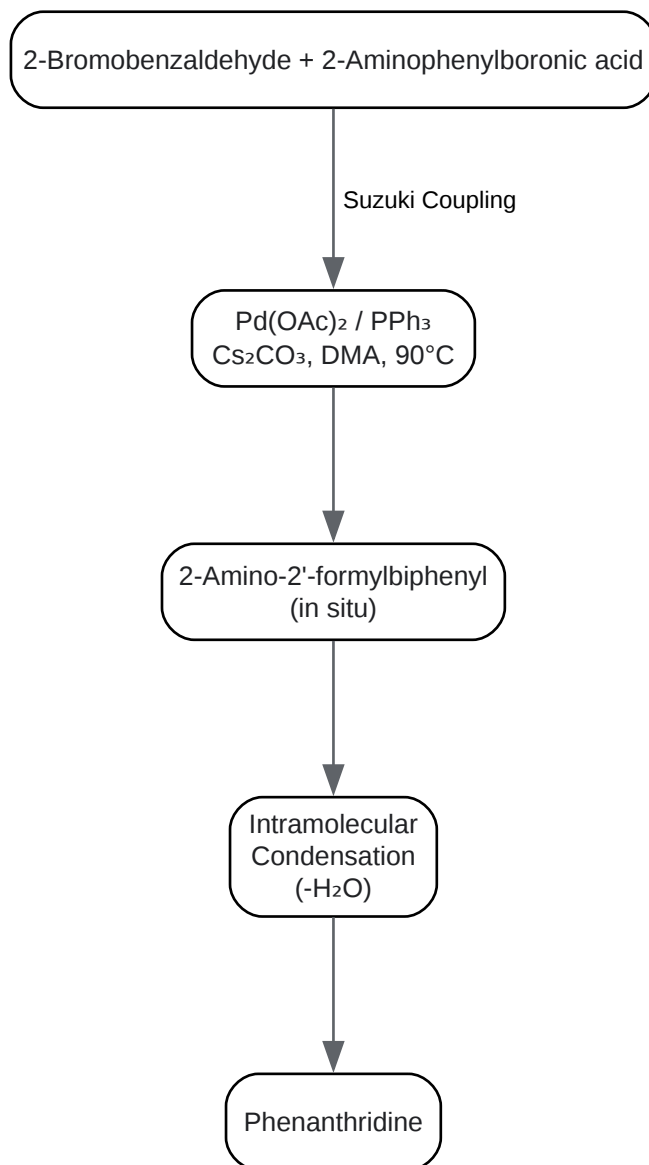 2-Bromobenzaldehyde + 2-Aminophenylboronic acid
Suzuki Coupling
Pd(OAc)₂ / PPh₃
Cs₂CO₃, DMA, 90°C
2-Amino-2'-formylbiphenyl
(in situ)
Intramolecular
Condensation
(-H₂O)
Phenanthridine